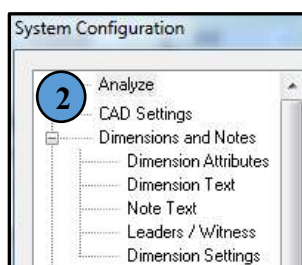 System Configuration
Analyze
2
CAD Settings
Dimensions and Notes
Dimension Attributes
Dimension Text
Note Text
Leaders / Witness
Dimension Settings